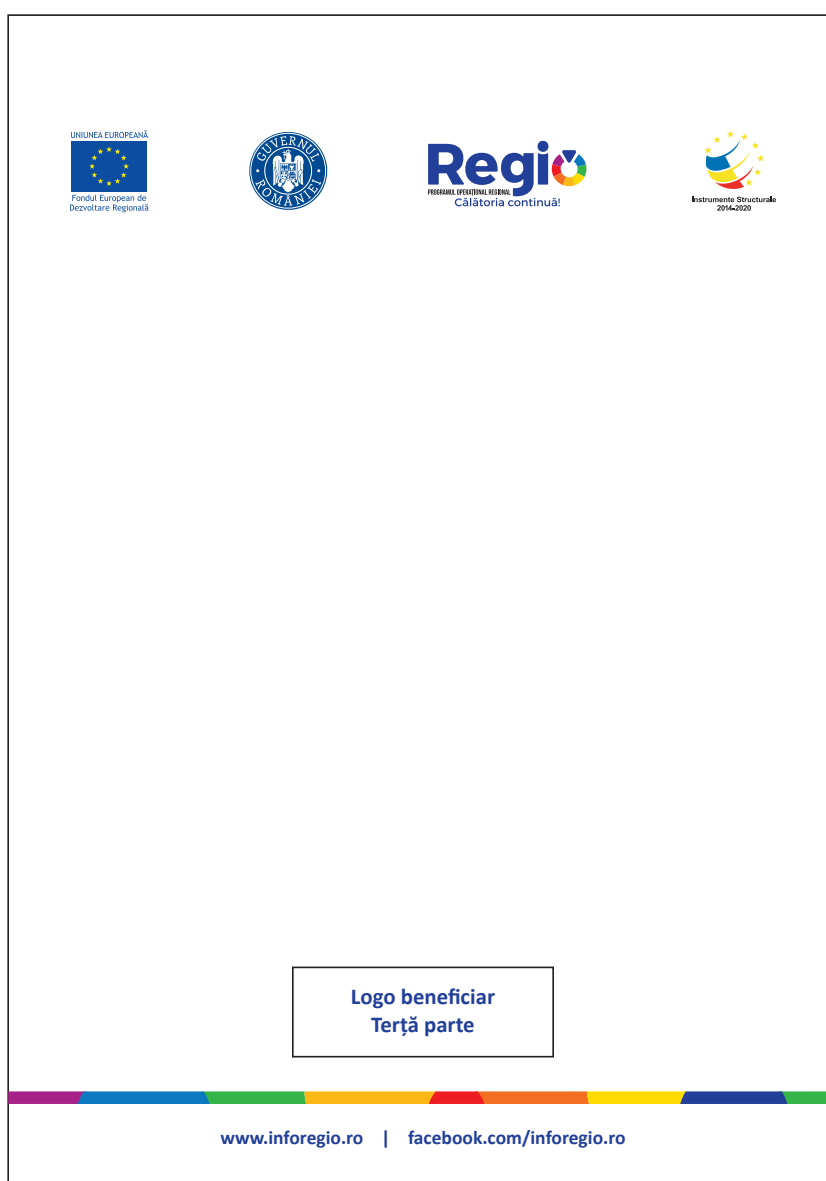 UNIUNEA EUROPEANĂ
Fondul European de
Dezvoltare Regională
GUVERNUL
ROMÂNIEI
Regio
PROGRAMUL OPERAȚIONAL REGIONAL
Călătoria continuă!
Instrumente Structurale
2014-2020
Logo beneficiar
Terță parte
www.inforegio.ro | facebook.com/inforegio.ro